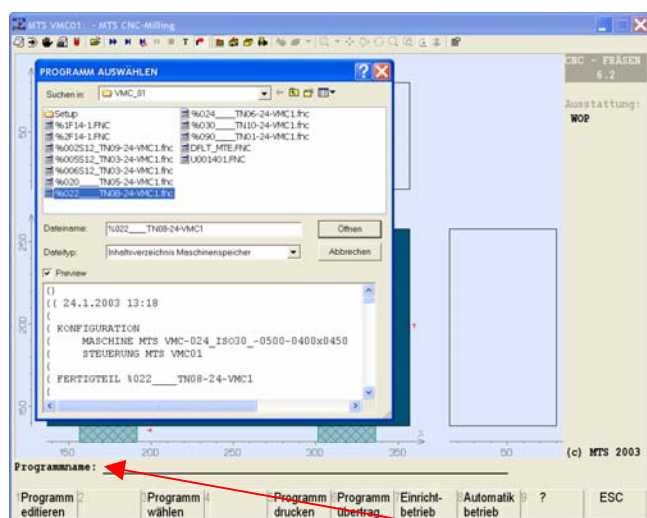 MTS VMC01: - MTS CNC-Milling
CNC - FRÄSEN
6.2
Ausstattung:
WOP
PROGRAMM AUSWÄHLEN
Suchen in: VMC_01
Setup
%1F14-1.FNC
%2F14-1.FNC
%002S12_TN09-24-VMC1.fnc
%005S12_TN03-24-VMC1.fnc
%006S12_TN03-24-VMC1.fnc
%020____TN05-24-VMC1.fnc
%022____TN08-24-VMC1.fnc
%024____TN06-24-VMC1.fnc
%030____TN10-24-VMC1.fnc
%090____TN01-24-VMC1.fnc
DFLT_MTE.FNC
U001401.FNC
Dateiname: %022____TN08-24-VMC1 Öffnen
Dateityp: Inhaltsverzeichnis Maschinenspeicher Abbrechen
Preview
()
(( 24.1.2003 13:18
(
( KONFIGURATION
( MASCHINE MTS VMC-024_ISO30_-0500-0400x0450
( STEUERUNG MTS VMC01
(
( FERTIGTEIL %022____TN08-24-VMC1
(
50
250
200
150
150 200 250 300 350 50
(c) MTS 2003
Programmname:
1 Programm editieren
2
3 Programm wählen
4
5 Programm drucken
6 Programm übertrag.
7 Einricht- betrieb
8 Automatik betrieb
9 ?
ESC